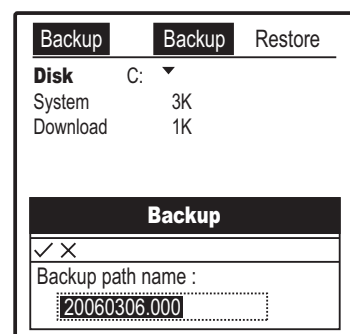 Backup Backup Restore
Disk C:
System 3K
Download 1K
Backup
Backup path name :
20060306.000